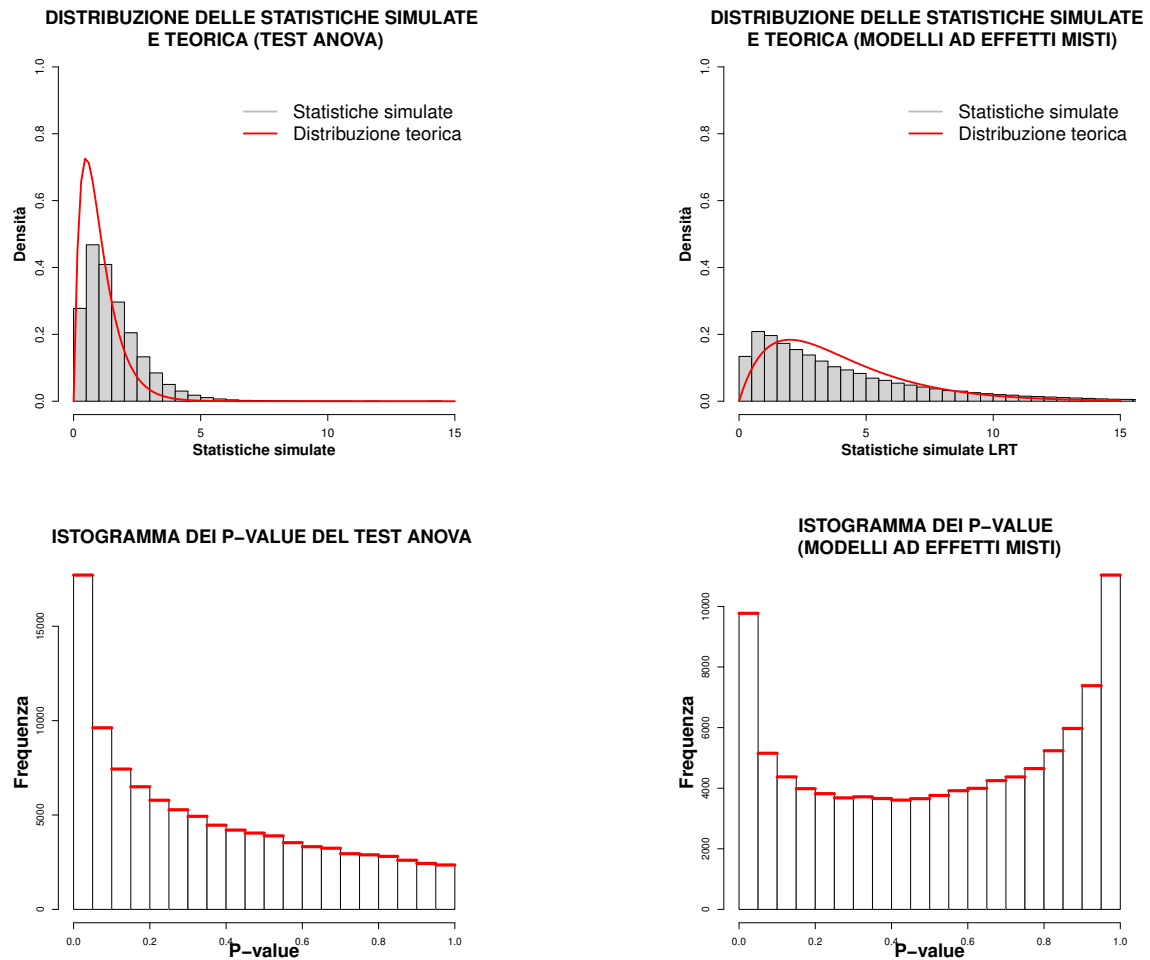 DISTRIBUZIONE DELLE STATISTICHE SIMULATE
E TEORICA (TEST ANOVA)
Densità
0.0 0.2 0.4 0.6 0.8 1.0
Statistiche simulate
Distribuzione teorica
0 5 10 15
Statistiche simulate
DISTRIBUZIONE DELLE STATISTICHE SIMULATE
E TEORICA (MODELLI AD EFFETTI MISTI)
Densità
0.0 0.2 0.4 0.6 0.8 1.0
Statistiche simulate
Distribuzione teorica
0 5 10 15
Statistiche simulate LRT
ISTOGRAMMA DEI P−VALUE DEL TEST ANOVA
Frequenza
0 5000 10000 15000
0.0 0.2 0.4 0.6 0.8 1.0
P−value
ISTOGRAMMA DEI P−VALUE
(MODELLI AD EFFETTI MISTI)
Frequenza
0 2000 4000 6000 8000 10000
0.0 0.2 0.4 0.6 0.8 1.0
P−value